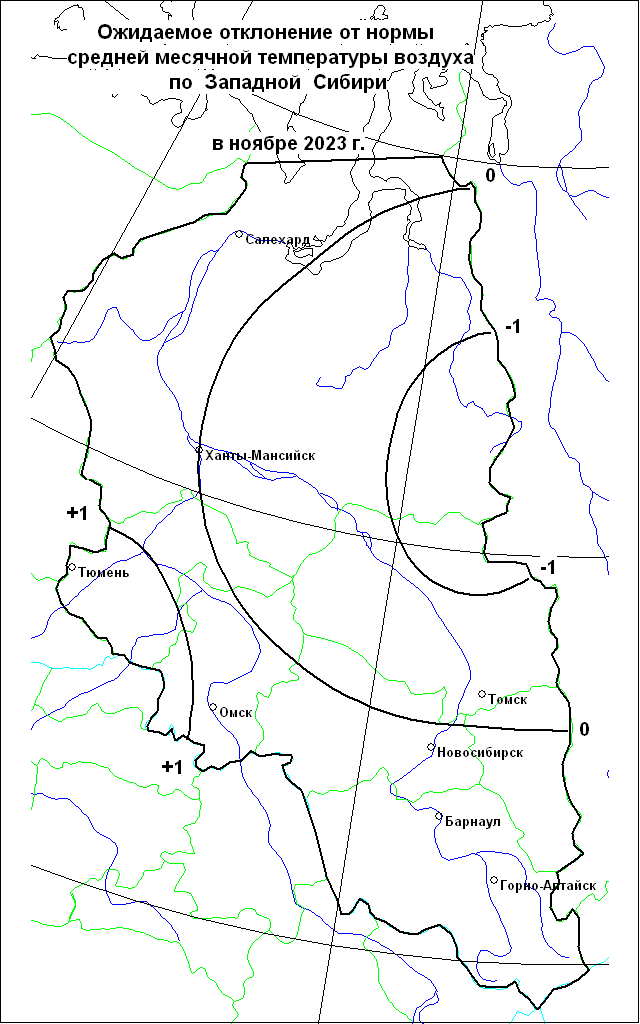 Ожидаемое отклонение от нормы
средней месячной температуры воздуха
по Западной Сибири
в ноябре 2023 г.
0
Салехард
-1
Ханты-Мансийск
+1
-1
Тюмень
Томск
Омск
0
Новосибирск
+1
Барнаул
Горно-Алтайск